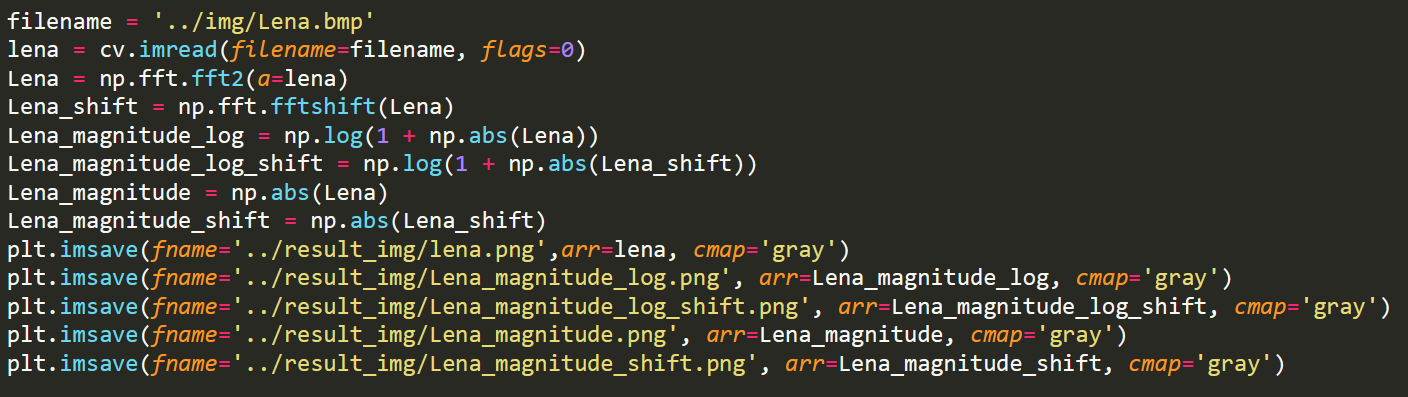 filename = '../img/Lena.bmp'
lena = cv.imread(filename=filename, flags=0)
Lena = np.fft.fft2(a=lena)
Lena_shift = np.fft.fftshift(Lena)
Lena_magnitude_log = np.log(1 + np.abs(Lena))
Lena_magnitude_log_shift = np.log(1 + np.abs(Lena_shift))
Lena_magnitude = np.abs(Lena)
Lena_magnitude_shift = np.abs(Lena_shift)
plt.imsave(fname='../result_img/lena.png',arr=lena, cmap='gray')
plt.imsave(fname='../result_img/Lena_magnitude_log.png', arr=Lena_magnitude_log, cmap='gray')
plt.imsave(fname='../result_img/Lena_magnitude_log_shift.png', arr=Lena_magnitude_log_shift, cmap='gray')
plt.imsave(fname='../result_img/Lena_magnitude.png', arr=Lena_magnitude, cmap='gray')
plt.imsave(fname='../result_img/Lena_magnitude_shift.png', arr=Lena_magnitude_shift, cmap='gray')